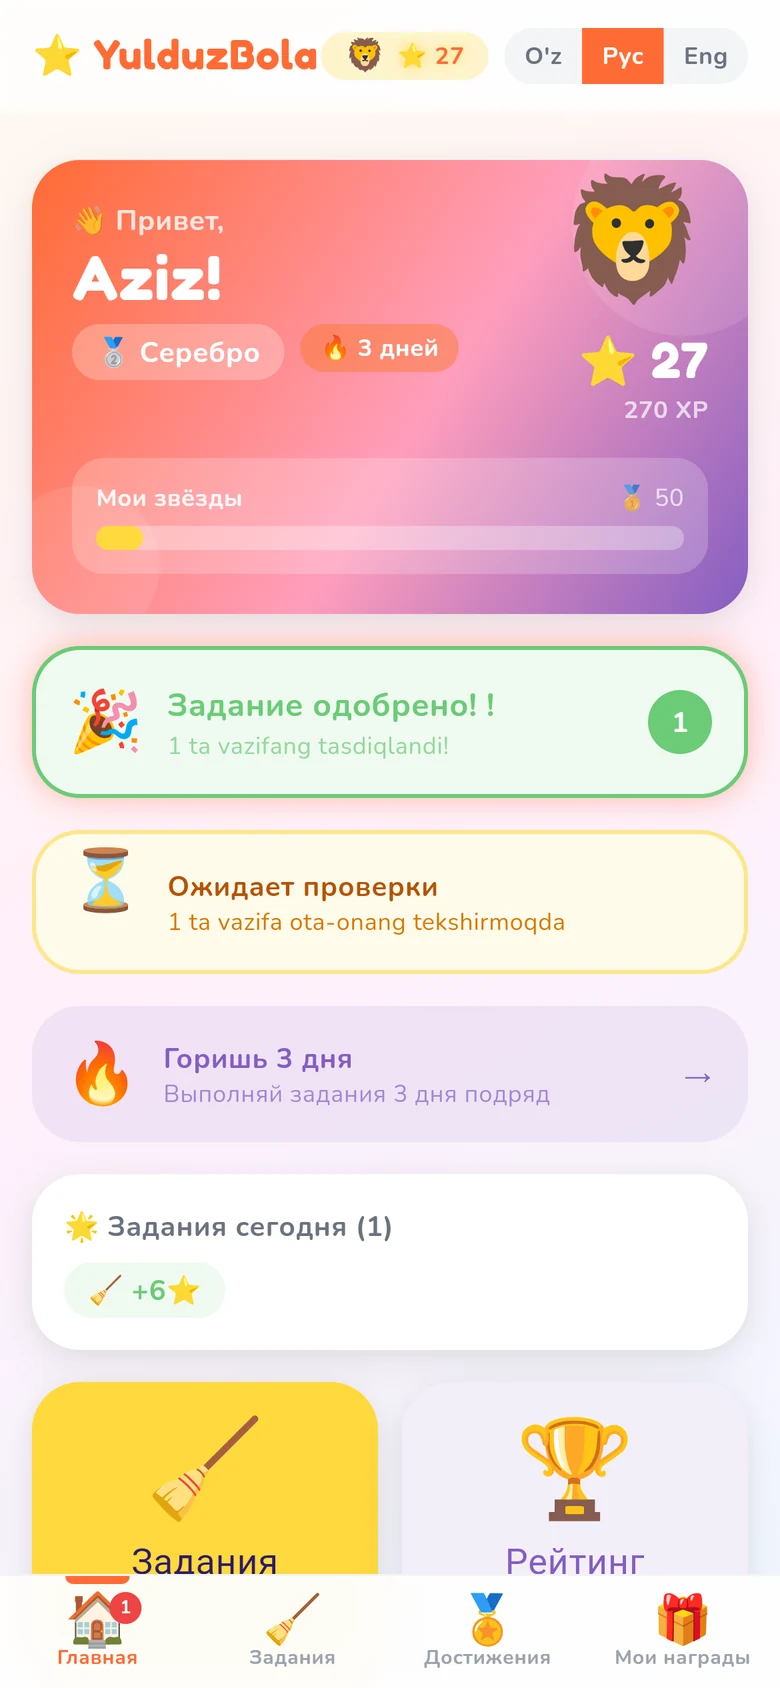 YulduzBola
27
O'z
Рус
Eng
Привет,
Aziz!
Серебро
3 дней
27
270 XP
Мои звёзды
50
Задание одобрено! !
1 ta vazifang tasdiqlandi!
1
Ожидает проверки
1 ta vazifa ota-onang tekshirmoqda
Горишь 3 дня
Выполняй задания 3 дня подряд
→
Задания сегодня (1)
+6
Задания
Рейтинг
1
Главная
Задания
Достижения
Мои награды